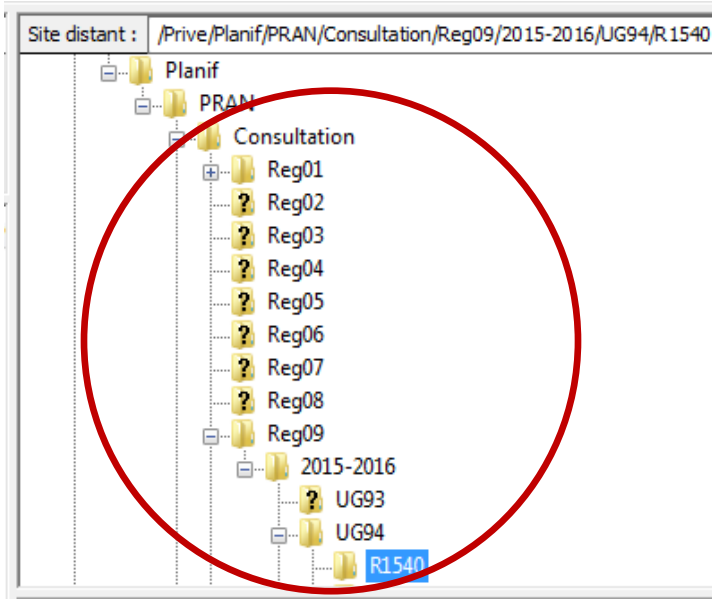 Site distant : /Prive/Planif/PRAN/Consultation/Reg09/2015-2016/UG94/R1540
Planif
PRAN
Consultation
Reg01
Reg02
Reg03
Reg04
Reg05
Reg06
Reg07
Reg08
Reg09
2015-2016
UG93
UG94
R1540